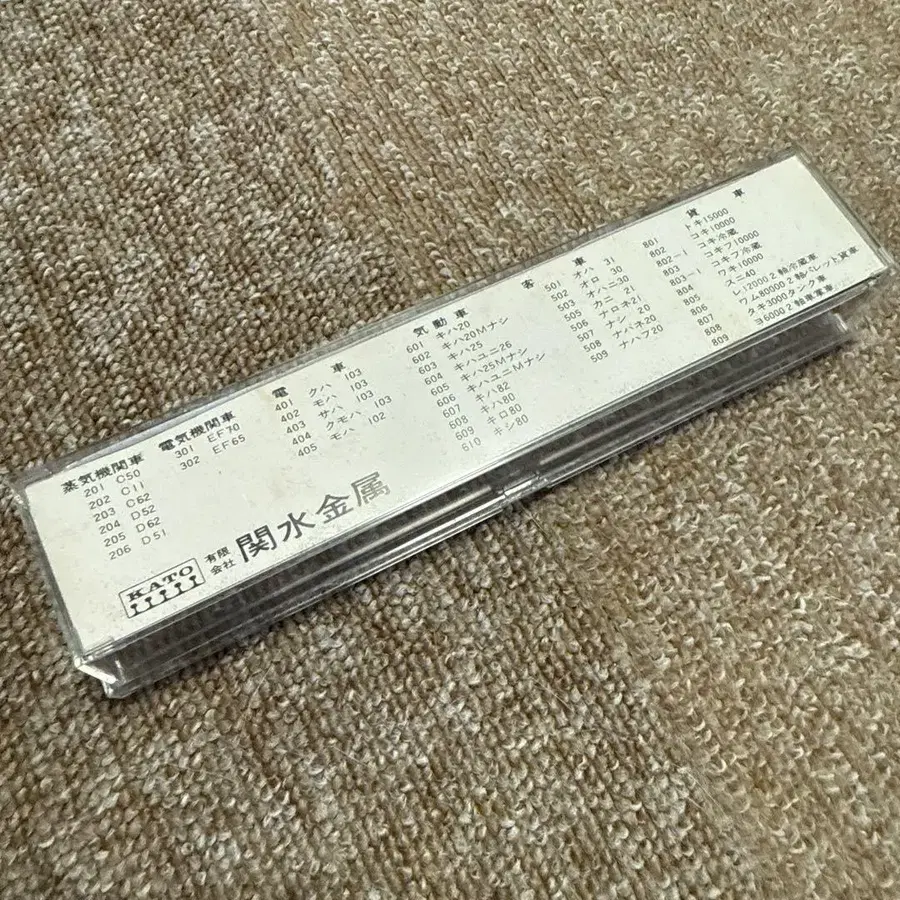 蒸気機関車
201 C50
202 C11
203 C62
204 D52
205 D62
206 D51
電気機関車
301 EF70
302 EF65
電車
401 クハ 103
402 モハ 103
403 サハ 103
404 クモハ 103
405 モハ 102
気動車
601 キハ20
602 キハ20Mナシ
603 キハ25
604 キハユニ26
605 キハ25Mナシ
606 キハユニMナシ
607 キハ82
608 キハ80
609 キロ80
610 キシ80
客車
501 オハ 31
502 オロ 30
503 オハニ30
505 カニ 21
506 ナロネ21
507 ナシ 20
508 ナハネ20
509 ナハフ20
貨車
801 トキ15000
802 コキ10000
802-1 コキ冷蔵
803 コキフ10000
803-1 コキフ冷蔵
804 ワキ10000
805 スニ40
806 レ12000 2軸冷蔵車
ワム80000 2軸パレット貨車
808 タキ3000タンク車
809 ヨ6000 2軸車掌車
KATO
有限会社 関水金属